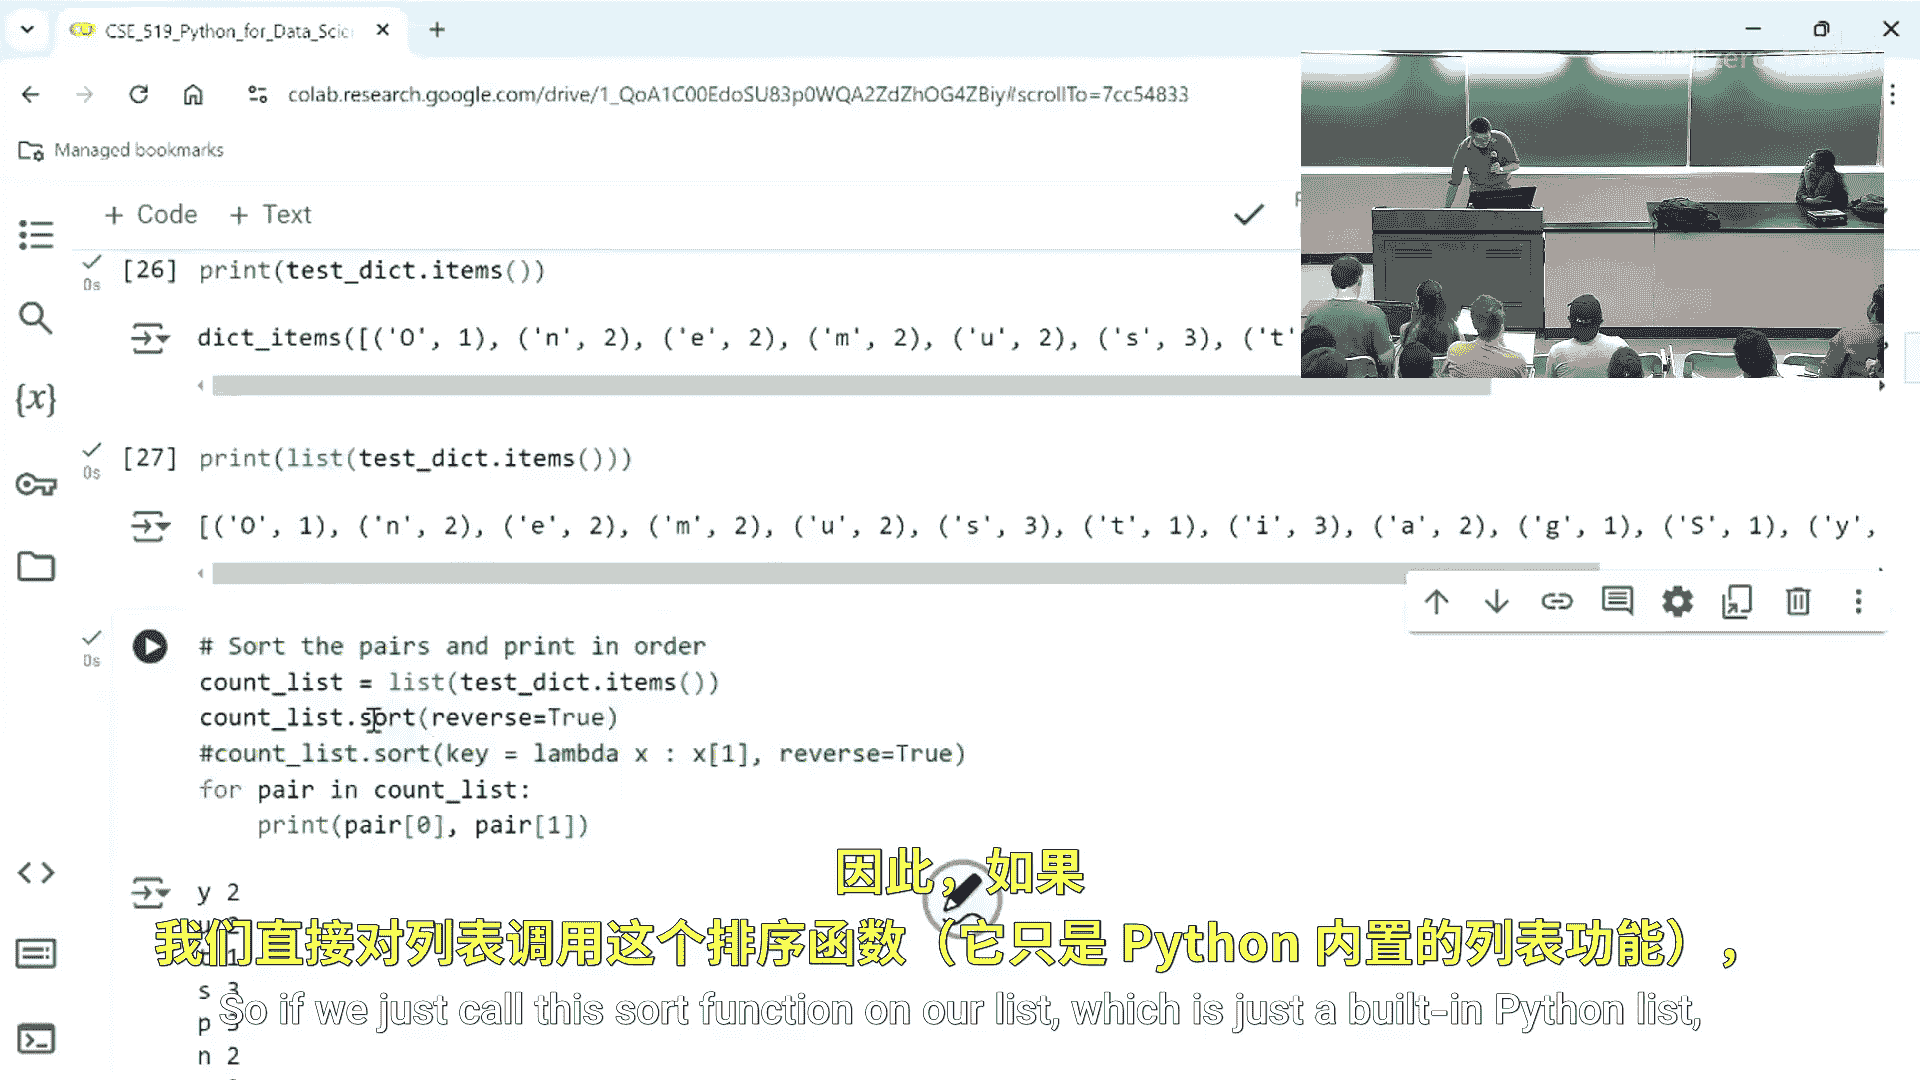 CSE_519_Python_for_Data_Scie
colab.research.google.com/drive/1_QoA1C00EdoSU83p0WQA2ZdZhOG4ZBiy#scrollTo=7cc54833
Managed bookmarks
+ Code + Text
[26] print(test_dict.items())
0s
dict_items([('O', 1), ('n', 2), ('e', 2), ('m', 2), ('u', 2), ('s', 3), ('t'
[27] print(list(test_dict.items()))
0s
[('O', 1), ('n', 2), ('e', 2), ('m', 2), ('u', 2), ('s', 3), ('t', 1), ('i', 3), ('a', 2), ('g', 1), ('S', 1), ('y',
0s
# Sort the pairs and print in order
count_list = list(test_dict.items())
count_list.sort(reverse=True)
#count_list.sort(key = lambda x : x[1], reverse=True)
for pair in count_list:
print(pair[0], pair[1])
y 2
s 3
p
n 2
因此，如果
我们直接对列表调用这个排序函数（它只是 Python 内置的列表功能），
So if we just call this sort function on our list, which is just a built-in Python list,